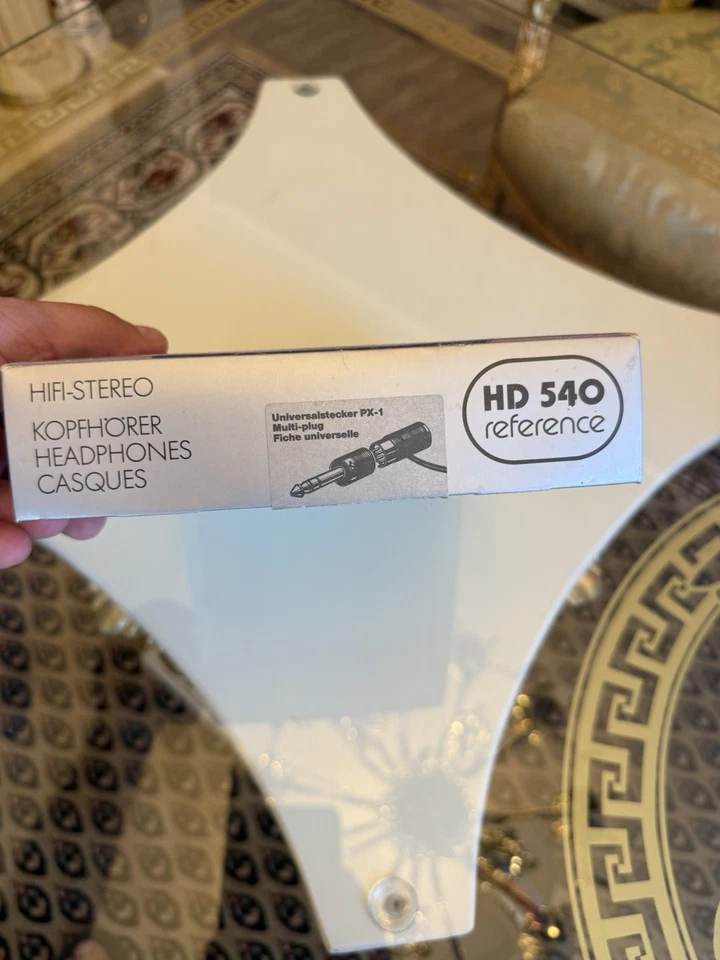 HIFI-STEREO
KOPFHÖRER
HEADPHONES
CASQUES
Universalstecker PX-1
Multi-plug
Fiche universelle
HD 540
reference